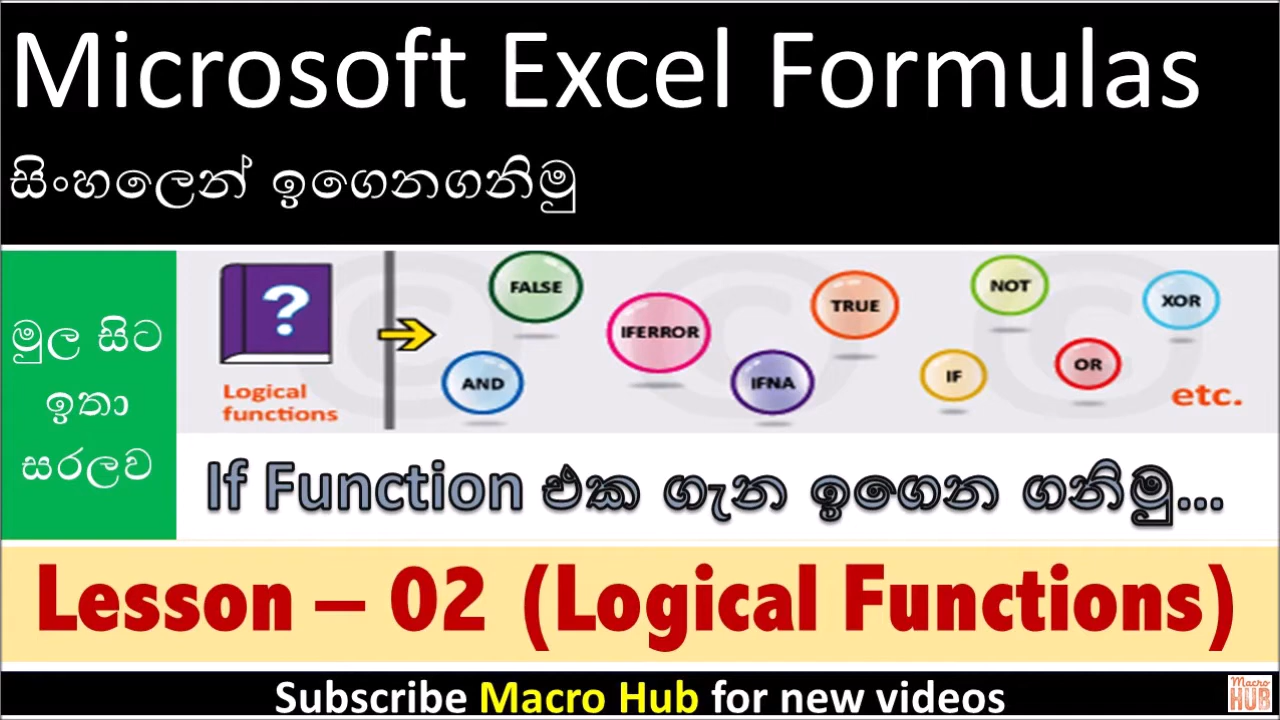 Microsoft Excel Formulas
සිංහලෙන් ඉගෙනගනිමු
මුල සිට
ඉතා
සරලව
?
Logical
functions
FALSE
IFERROR
TRUE
NOT
XOR
AND
IFNA
IF
OR
etc.
If Function එක ගැන ඉගෙන ගනිමු...
Lesson – 02 (Logical Functions)
Subscribe Macro Hub for new videos
Macro
HUB